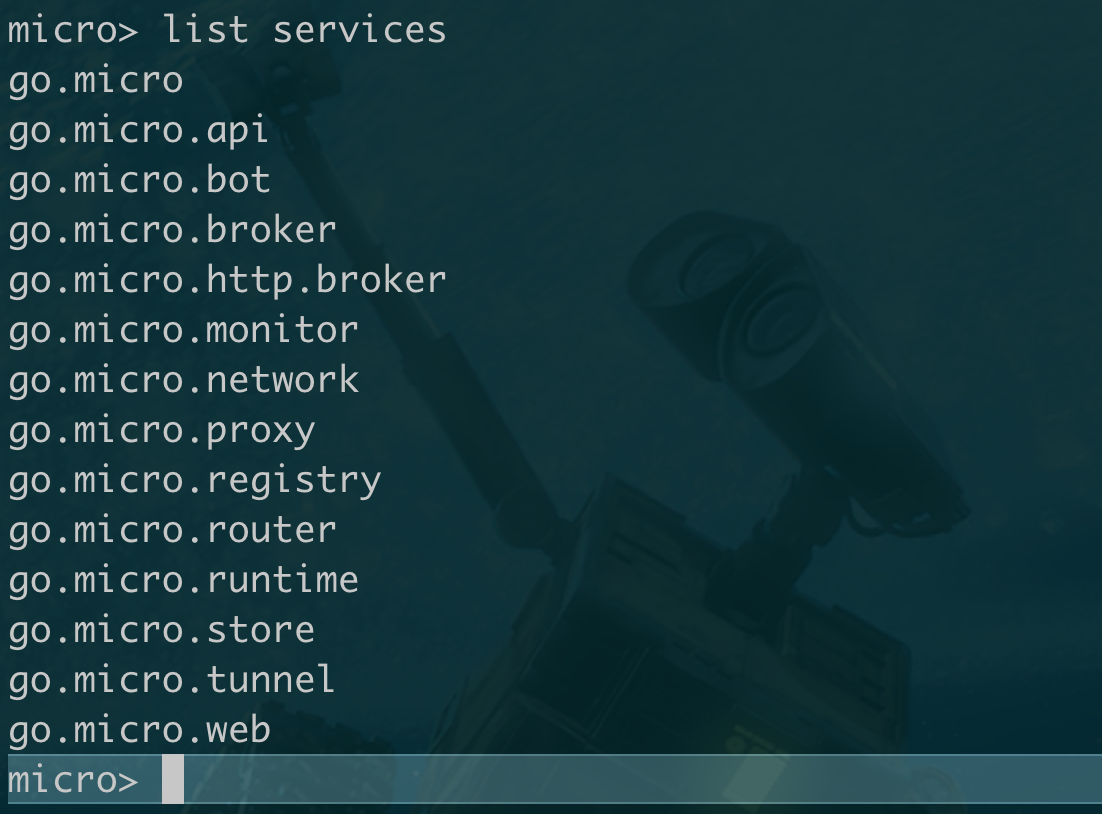 micro> list services
go.micro
go.micro.api
go.micro.bot
go.micro.broker
go.micro.http.broker
go.micro.monitor
go.micro.network
go.micro.proxy
go.micro.registry
go.micro.router
go.micro.runtime
go.micro.store
go.micro.tunnel
go.micro.web
micro>